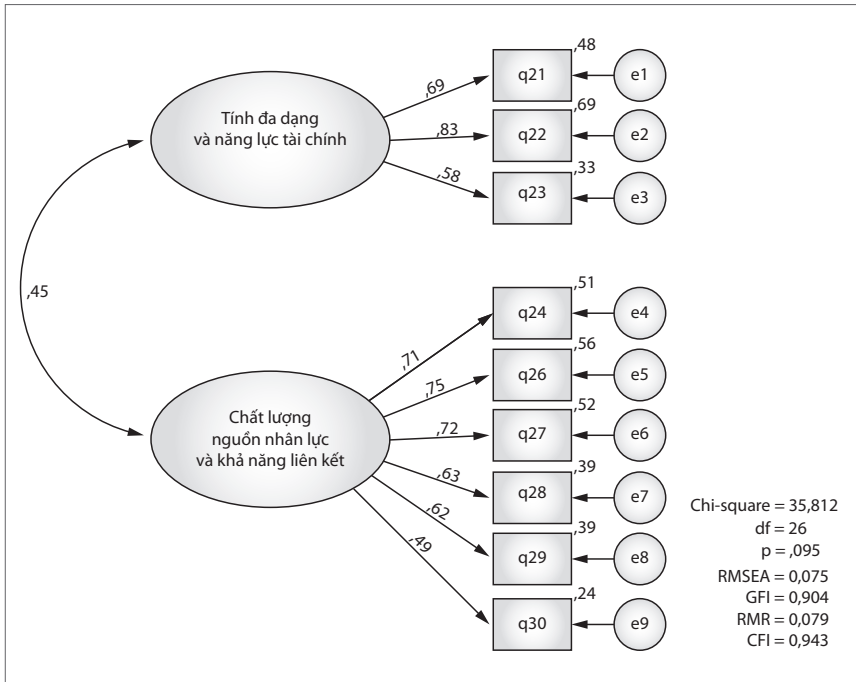 ,48
q21
e1
,69
Tính đa dạng
và năng lực tài chính
,69
q22
e2
,83
,33
q23
e3
,58
,45
,51
q24
e4
,71
,56
q26
e5
,75
Chất lượng
nguồn nhân lực
và khả năng liên kết
,52
q27
e6
,72
,39
q28
e7
,63
,39
q29
e8
,62
,24
q30
e9
,49
Chi-square = 35,812
df = 26
p = ,095
RMSEA = 0,075
GFI = 0,904
RMR = 0,079
CFI = 0,943